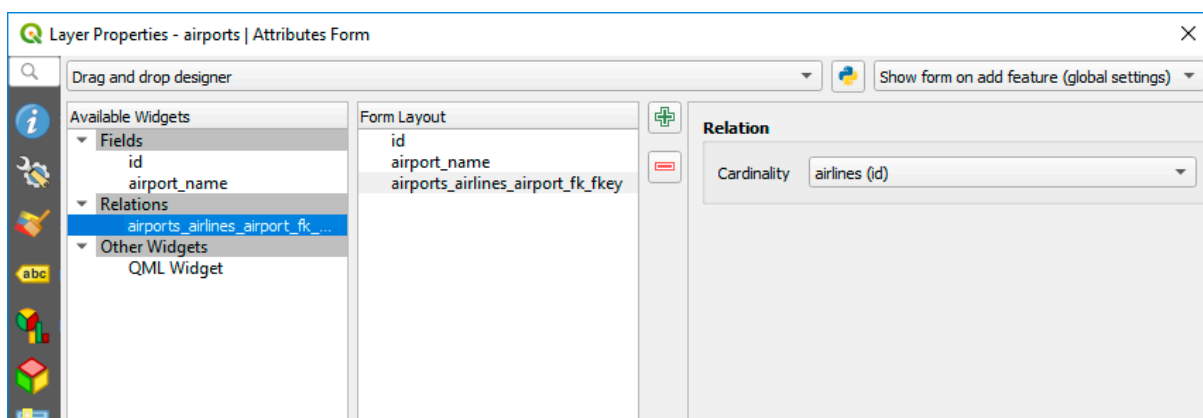 Layer Properties - airports | Attributes Form
Drag and drop designer
Show form on add feature (global settings)
Available Widgets
Fields
id
airport_name
Relations
airports_airlines_airport_fk_...
Other Widgets
QML Widget
Form Layout
id
airport_name
airports_airlines_airport_fk_fkey
Relation
Cardinality airlines (id)
abc